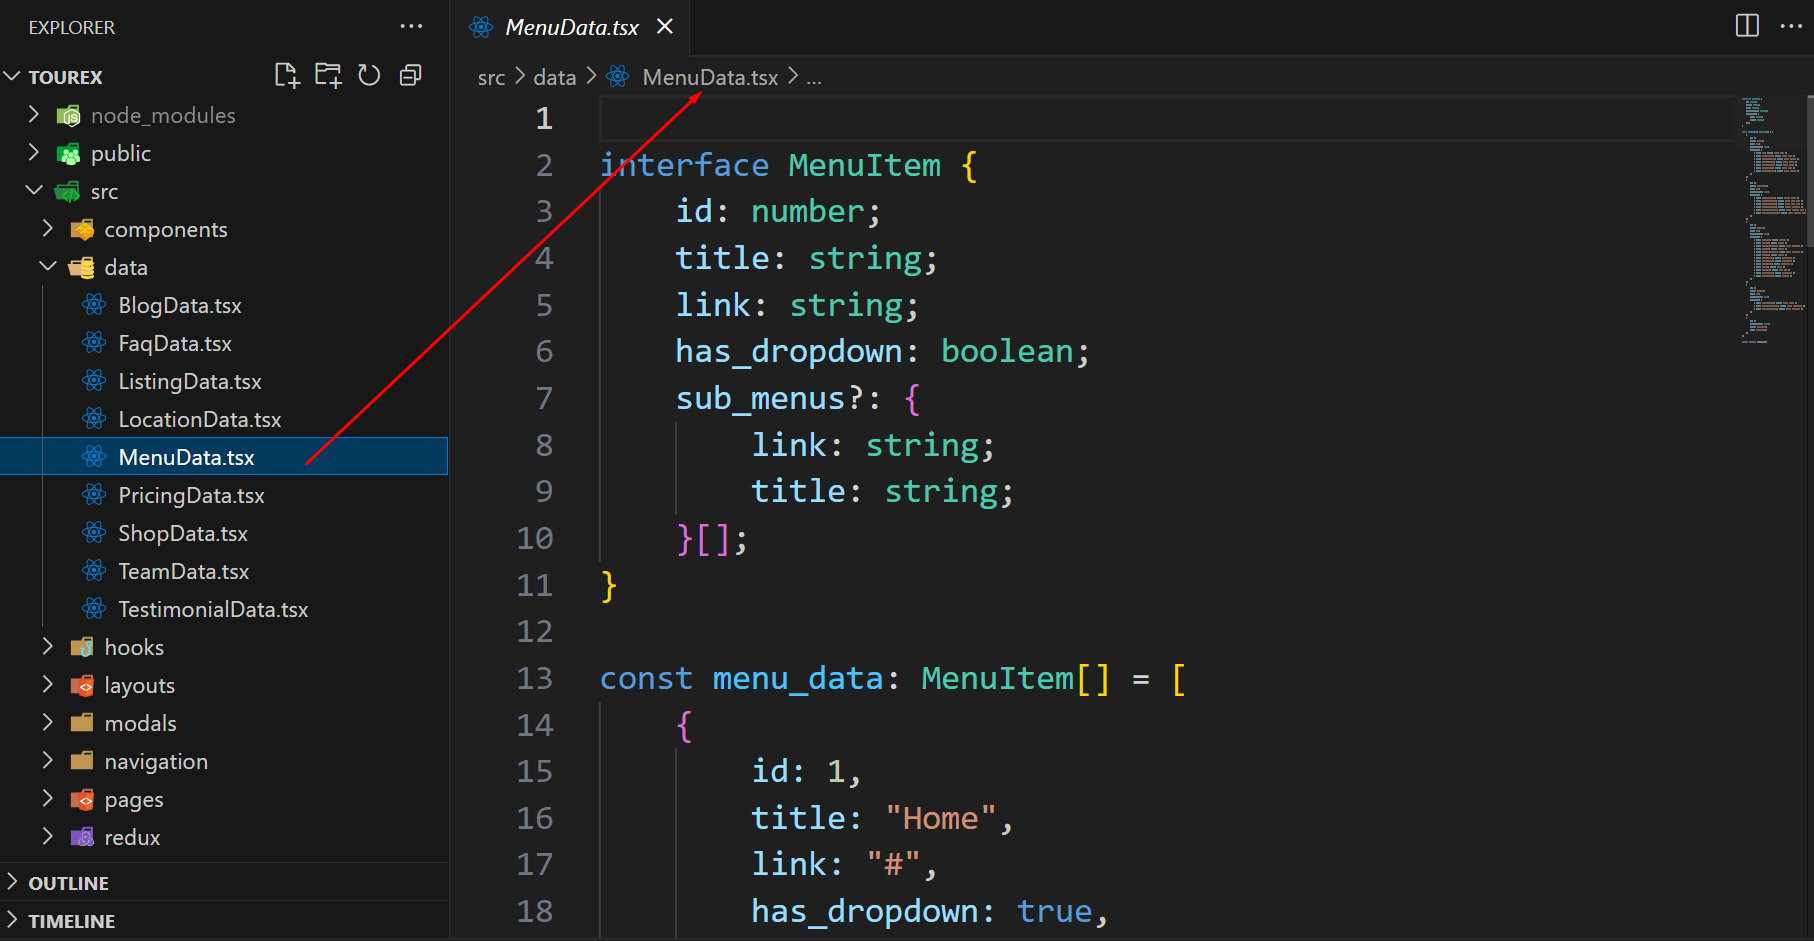 EXPLORER
TOUREX
node_modules
public
src
components
data
BlogData.tsx
FaqData.tsx
ListingData.tsx
LocationData.tsx
MenuData.tsx
PricingData.tsx
ShopData.tsx
TeamData.tsx
TestimonialData.tsx
hooks
layouts
modals
navigation
pages
redux
OUTLINE
TIMELINE
MenuData.tsx
src > data > MenuData.tsx > ...
1
2 interface MenuItem {
3     id: number;
4     title: string;
5     link: string;
6     has_dropdown: boolean;
7     sub_menus?: {
8         link: string;
9         title: string;
10     }[];
11 }
12
13 const menu_data: MenuItem[] = [
14     {
15         id: 1,
16         title: "Home",
17         link: "#",
18         has_dropdown: true,